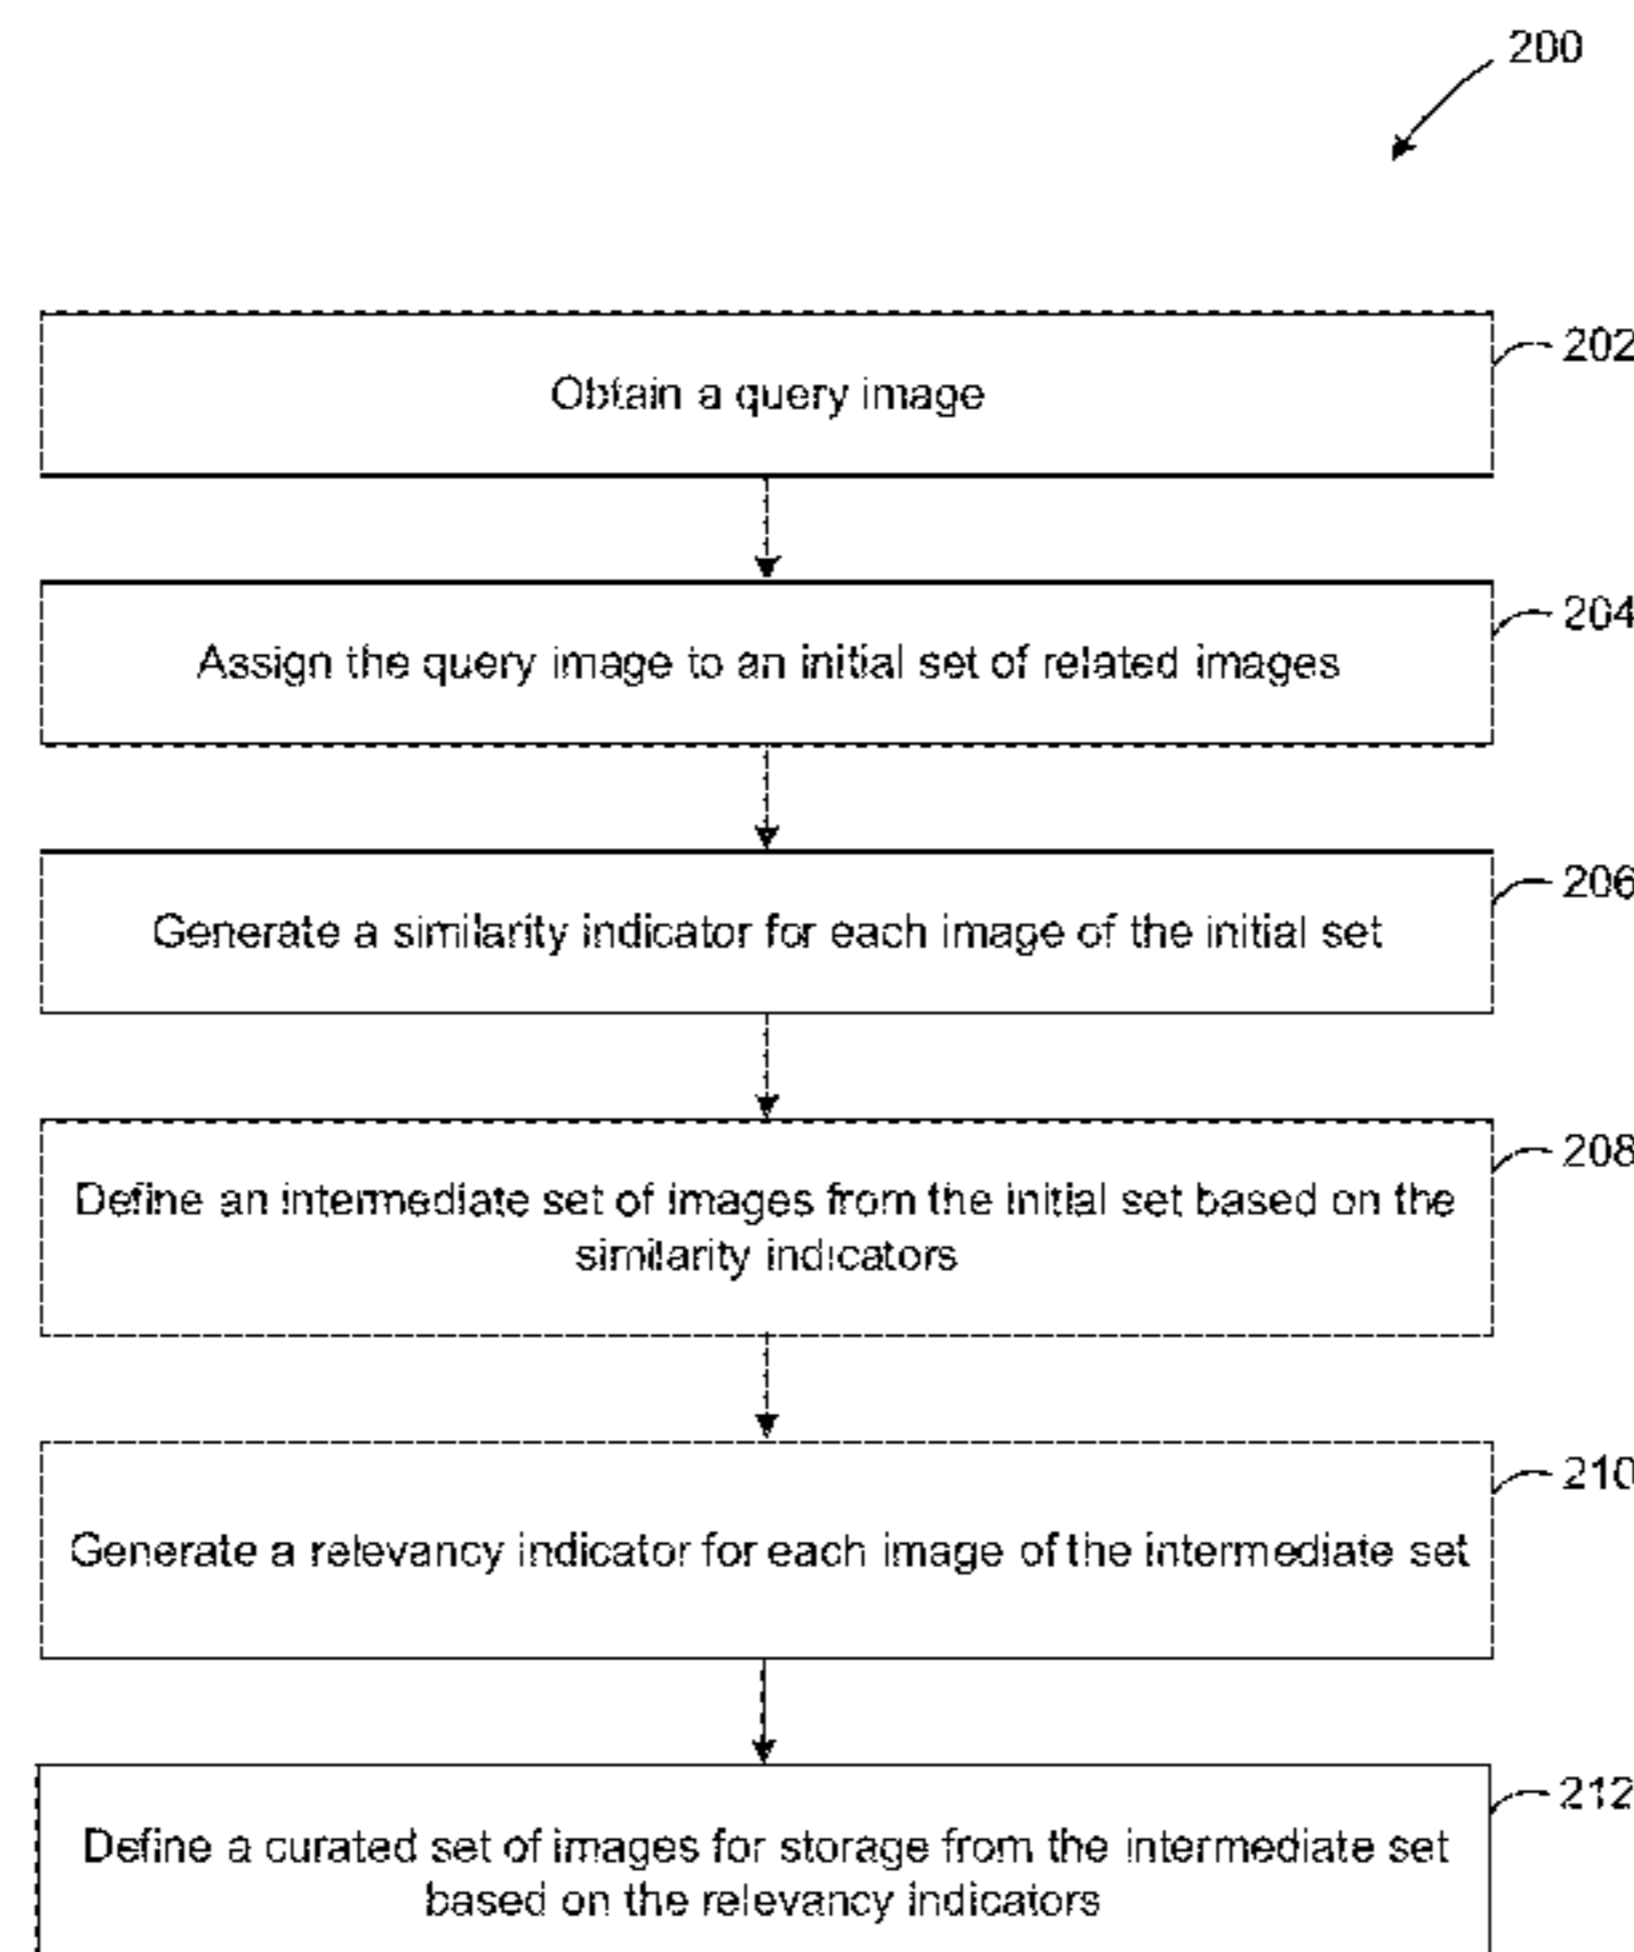 200
202
Obtain a query image
204
Assign the query image to an initial set of related images
206
Generate a similarity indicator for each image of the initial set
208
Define an intermediate set of images from the initial set based on the
similarity indicators
210
Generate a relevancy indicator for each image of the intermediate set
212
Define a curated set of images for storage from the intermediate set
based on the relevancy indicators